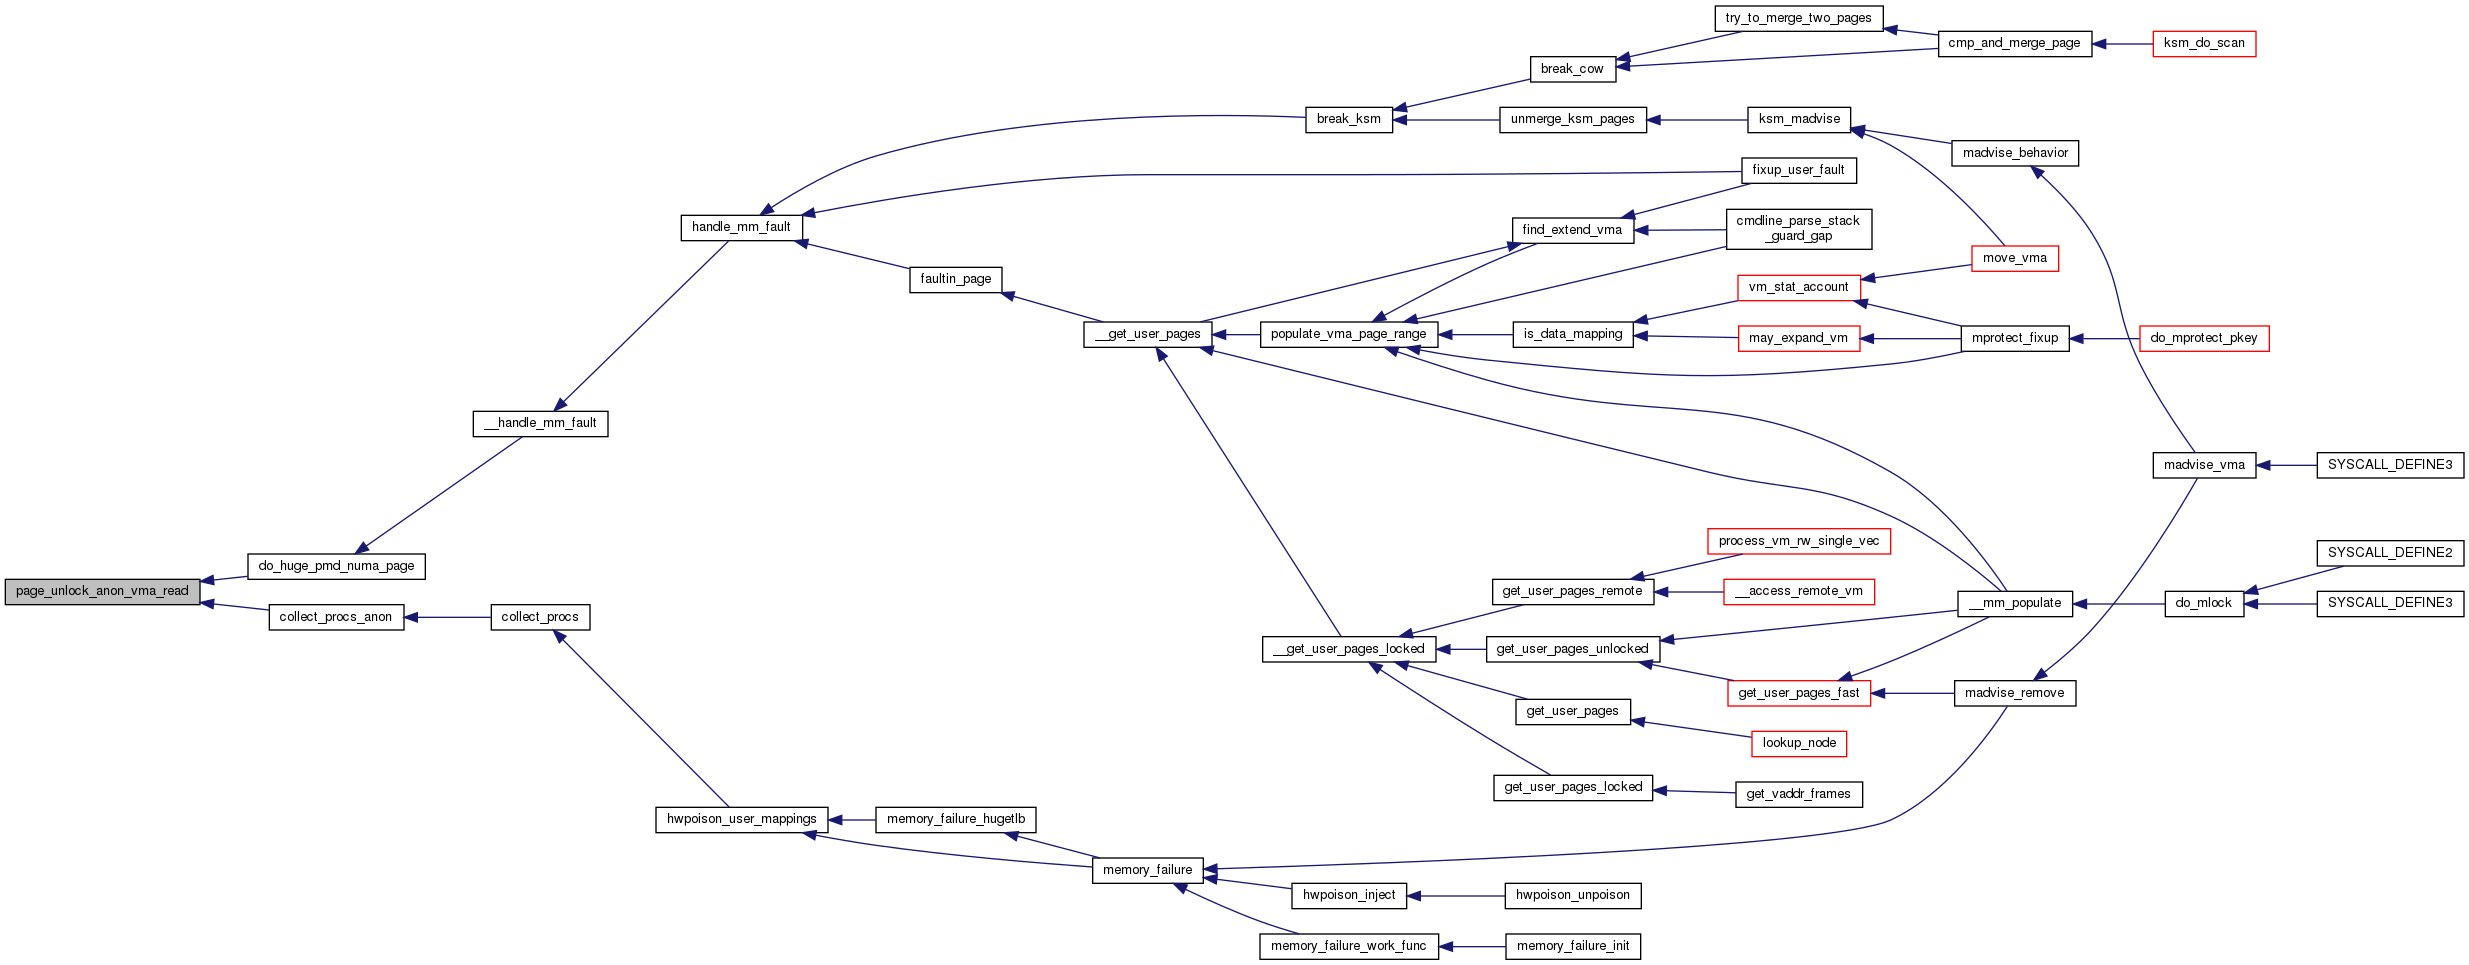 try_to_merge_two_pages
cmp_and_merge_page
ksm_do_scan
break_cow
break_ksm
unmerge_ksm_pages
ksm_madvise
madvise_behavior
fixup_user_fault
handle_mm_fault
find_extend_vma
cmdline_parse_stack
_guard_gap
move_vma
faultin_page
vm_stat_account
__get_user_pages
populate_vma_page_range
is_data_mapping
may_expand_vm
mprotect_fixup
do_mprotect_pkey
__handle_mm_fault
madvise_vma
SYSCALL_DEFINE3
process_vm_rw_single_vec
SYSCALL_DEFINE2
do_huge_pmd_numa_page
page_unlock_anon_vma_read
get_user_pages_remote
__access_remote_vm
__mm_populate
do_mlock
SYSCALL_DEFINE3
collect_procs_anon
collect_procs
__get_user_pages_locked
get_user_pages_unlocked
get_user_pages_fast
madvise_remove
get_user_pages
lookup_node
get_user_pages_locked
get_vaddr_frames
hwpoison_user_mappings
memory_failure_hugetlb
memory_failure
hwpoison_inject
hwpoison_unpoison
memory_failure_work_func
memory_failure_init